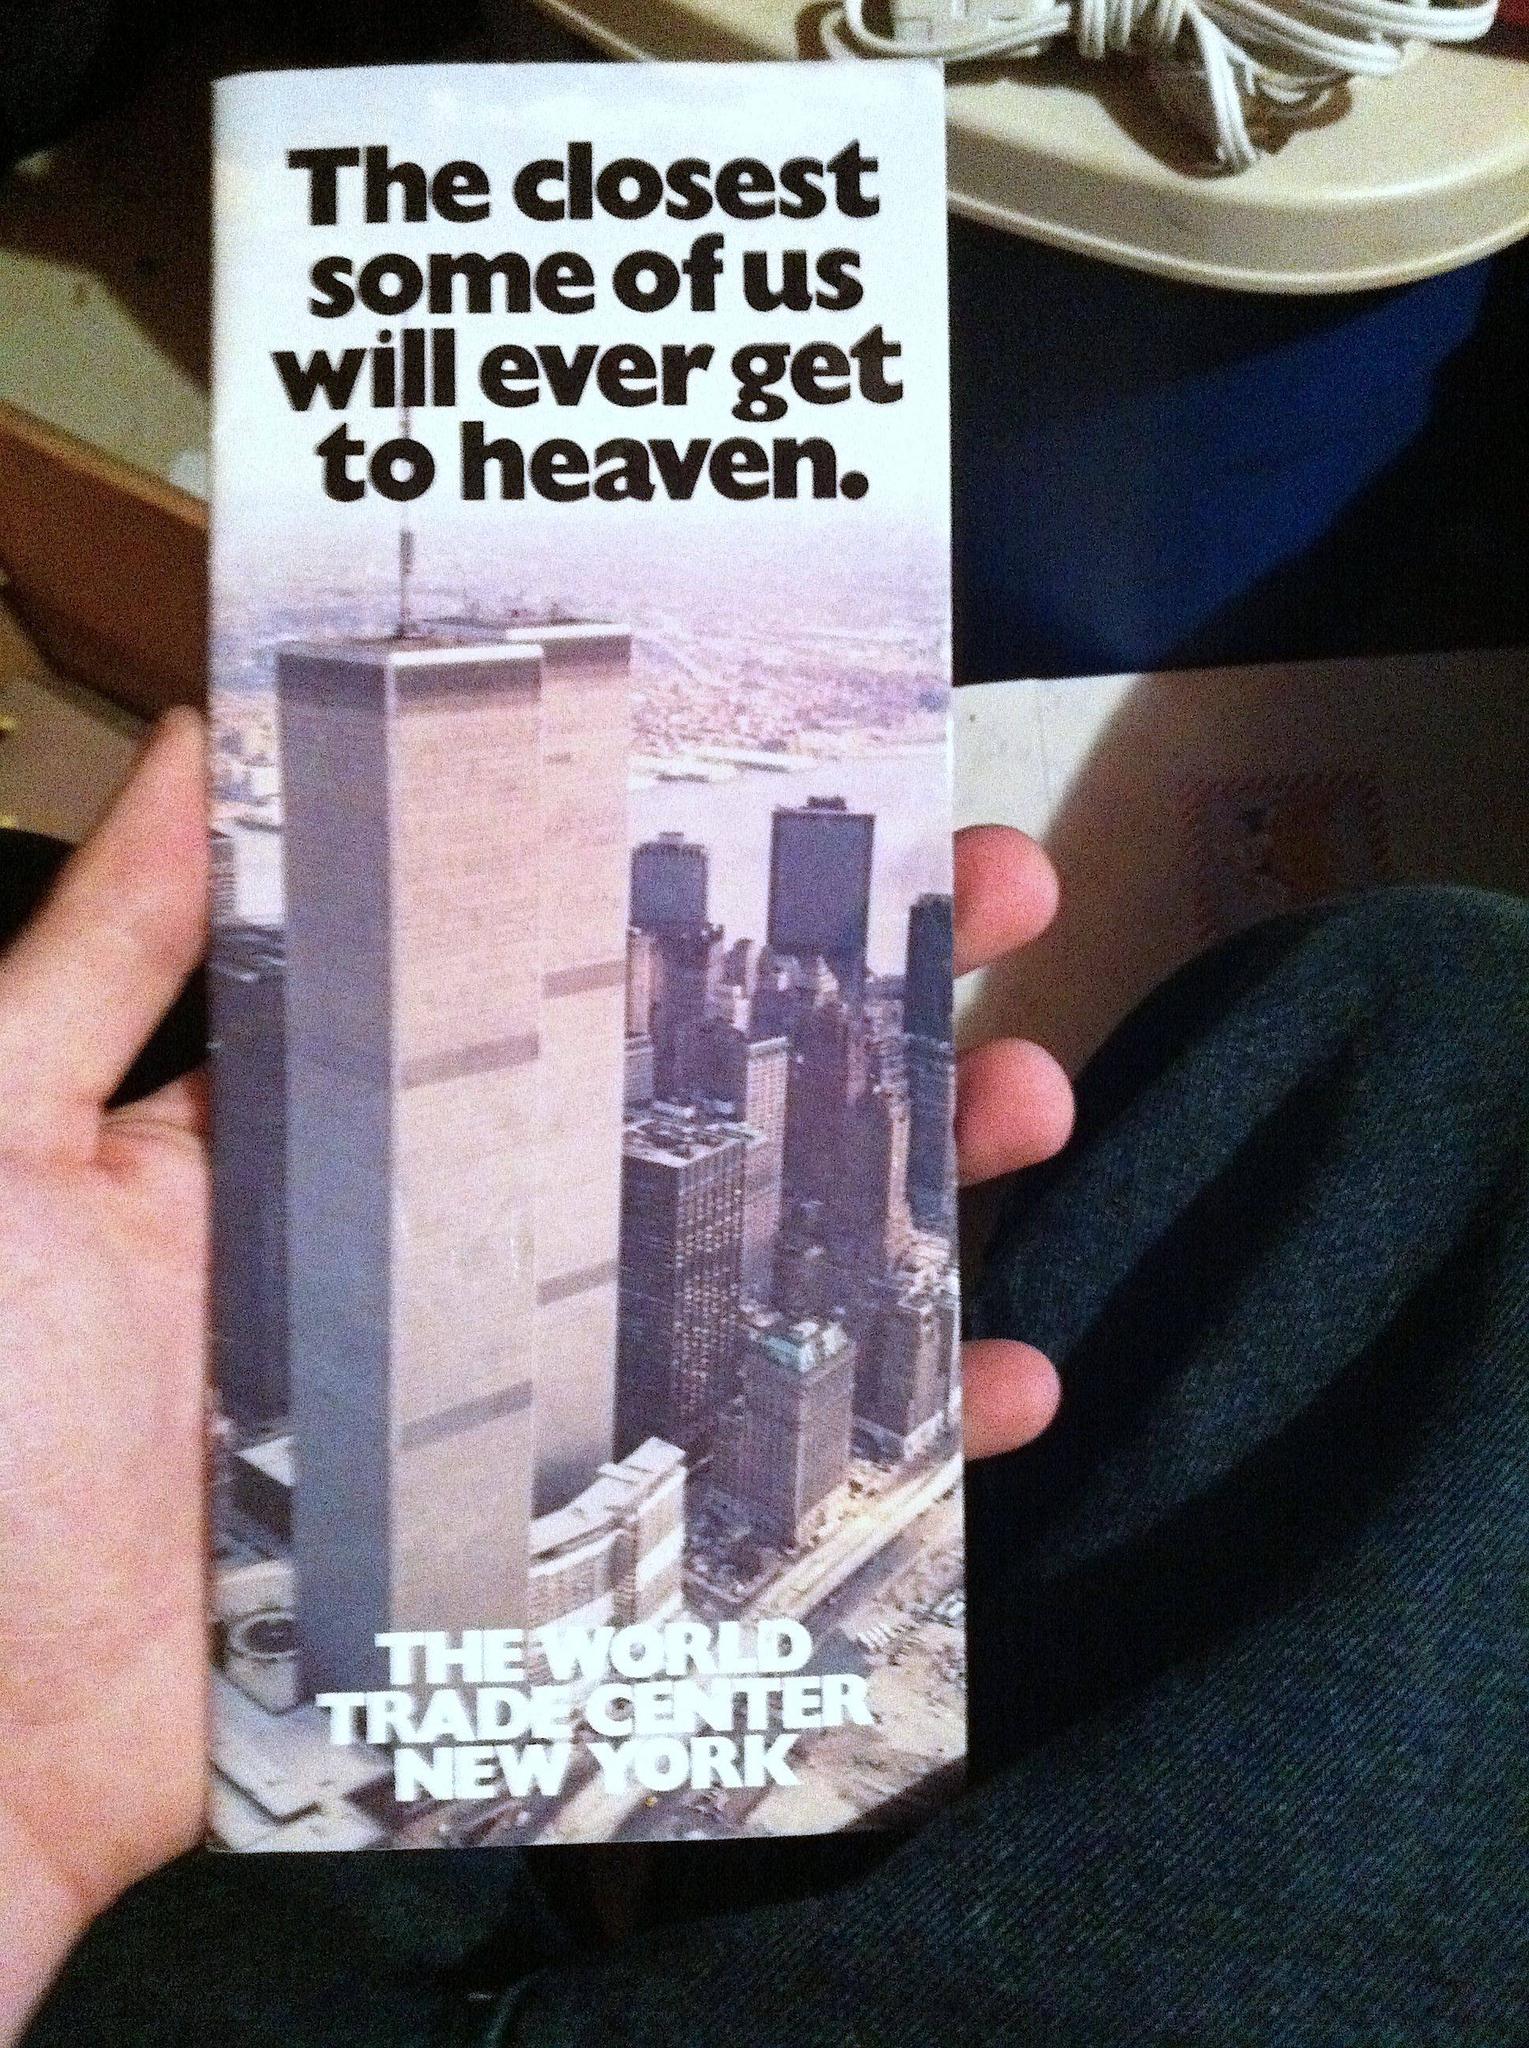 The closest
some of us
will ever get
to heaven.
THE WORLD
TRADE CENTER
NEW YORK